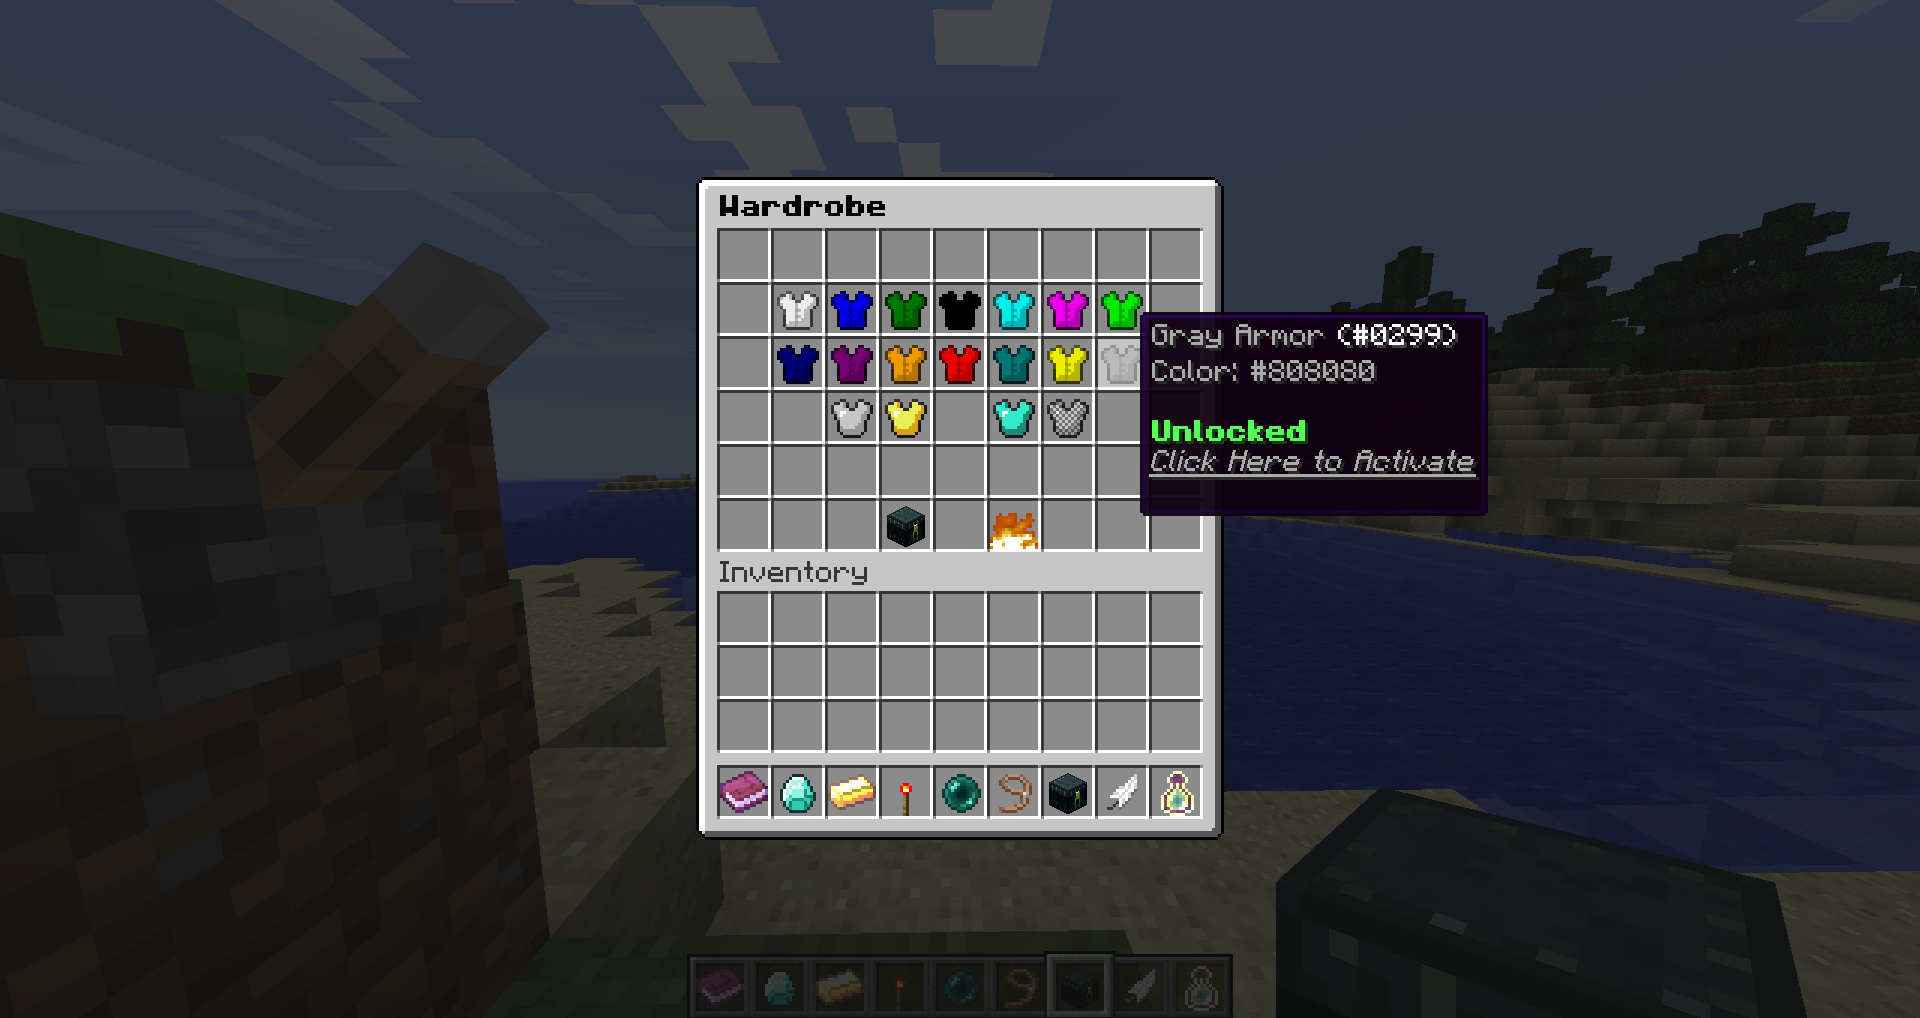 Wardrobe
Gray Armor (#0299)
Color: #808080
Unlocked
Click Here to Activate
Inventory